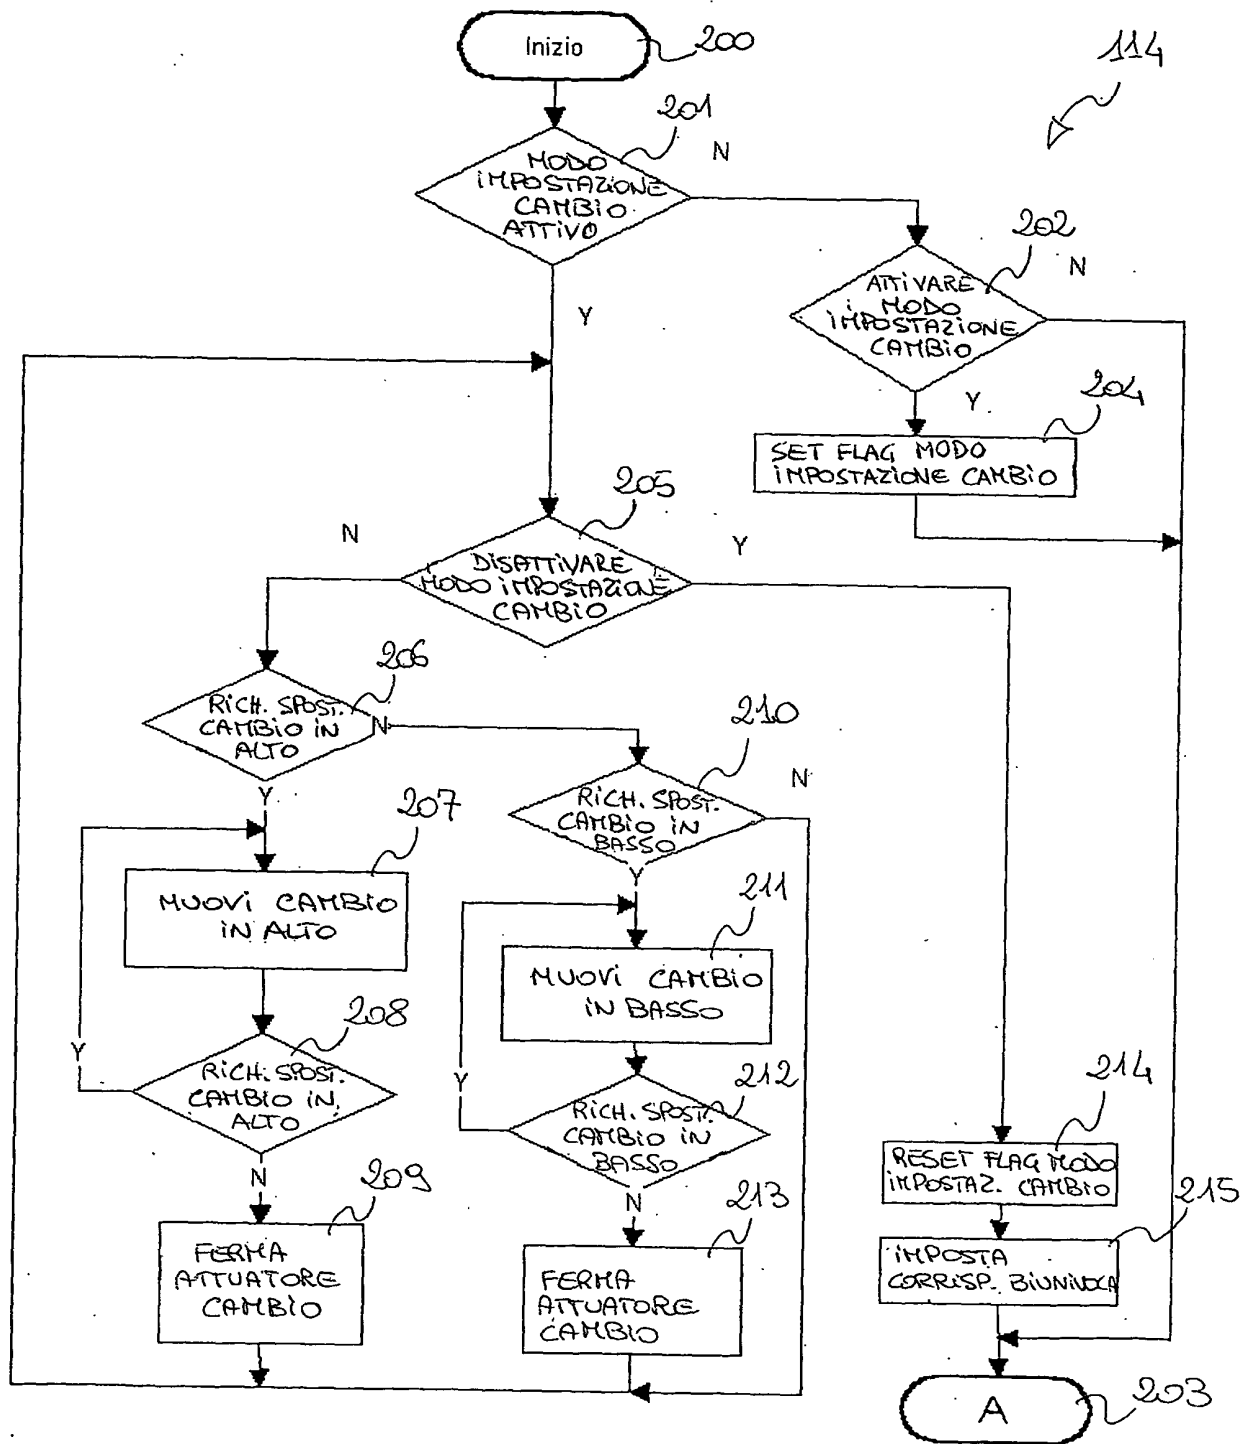 Inizio
200
114
201
MODO
IMPOSTAZIONE
CAMBIO
ATTIVO
N
Y
202
ATTIVARE
MODO
IMPOSTAZIONE
CAMBIO
N
Y
204
SET FLAG MODO
IMPOSTAZIONE CAMBIO
205
DISATTIVARE
MODO IMPOSTAZIONE
CAMBIO
N
Y
206
RICH. SPOST.
CAMBIO IN
ALTO
N
Y
207
MUOVI CAMBIO
IN ALTO
208
RICH. SPOST.
CAMBIO IN
ALTO
Y
N
209
FERMA
ATTUATORE
CAMBIO
210
RICH. SPOST.
CAMBIO IN
BASSO
N
Y
211
MUOVI CAMBIO
IN BASSO
212
RICH. SPOST.
CAMBIO IN
BASSO
Y
N
213
FERMA
ATTUATORE
CAMBIO
214
RESET FLAG MODO
IMPOSTAZ. CAMBIO
215
IMPOSTA
CORRISP. BIUNIVOCA
A
203